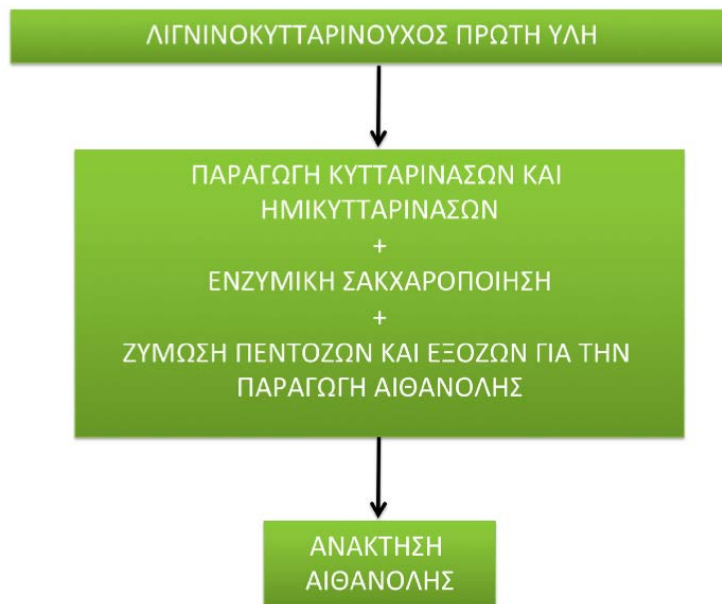 ΛΙΓΝΙΝΟΚΥΤΤΑΡΙΝΟΥΧΟΣ ΠΡΩΤΗ ΥΛΗ
ΠΑΡΑΓΩΓΗ ΚΥΤΤΑΡΙΝΑΣΩΝ ΚΑΙ
ΗΜΙΚΥΤΤΑΡΙΝΑΣΩΝ
+
ΕΝΖΥΜΙΚΗ ΣΑΚΧΑΡΟΠΟΙΗΣΗ
+
ΖΥΜΩΣΗ ΠΕΝΤΟΖΩΝ ΚΑΙ ΕΞΟΖΩΝ ΓΙΑ ΤΗΝ
ΠΑΡΑΓΩΓΗ ΑΙΘΑΝΟΛΗΣ
ΑΝΑΚΤΗΣΗ
ΑΙΘΑΝΟΛΗΣ